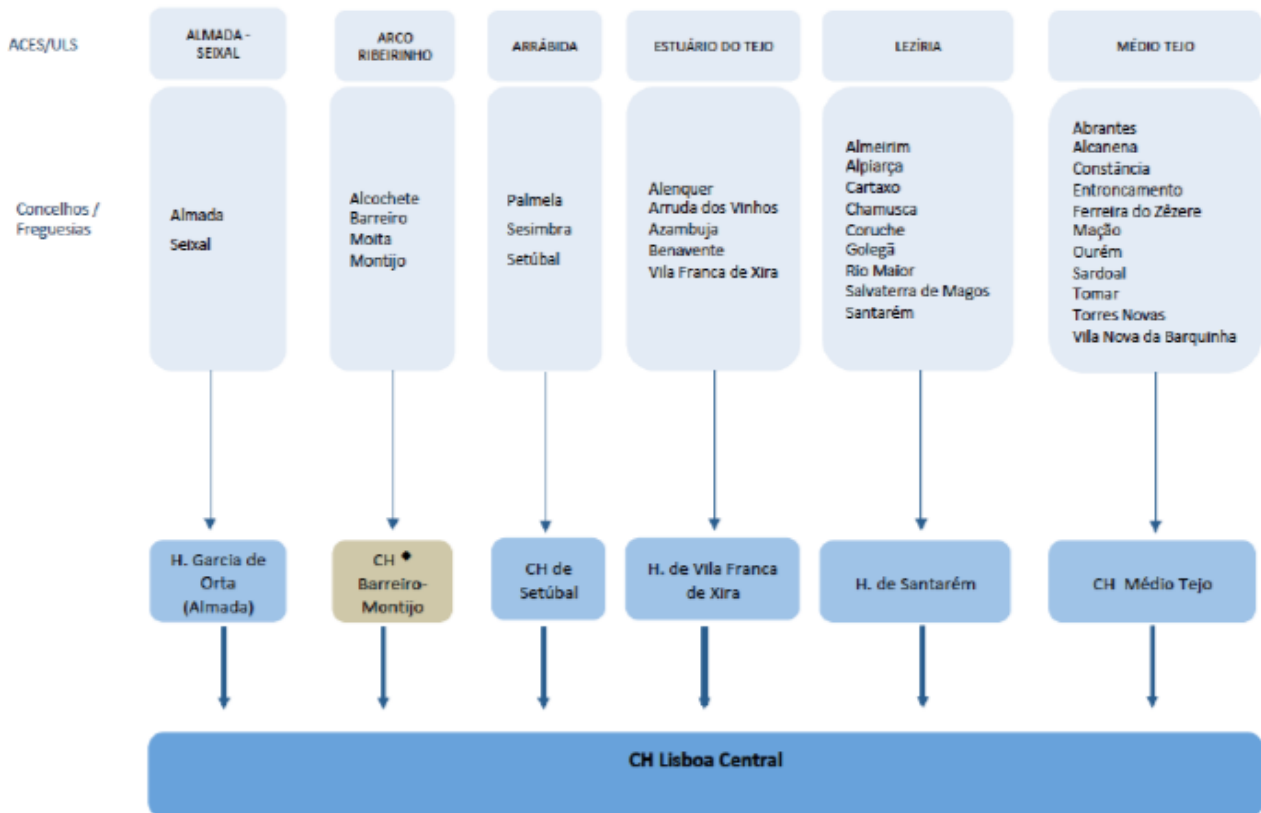 ACES/ULS
ALMADA -
SEIXAL
ARCO
RIBEIRINHO
ARRÁBIDA
ESTUÁRIO DO TEJO
LEZÍRIA
MÉDIO TEJO
Concelhos /
Freguesias
Almada
Seixal
Alcochete
Barreiro
Moita
Montijo
Palmela
Sesimbra
Setúbal
Alenquer
Arruda dos Vinhos
Azambuja
Benavente
Vila Franca de Xira
Almeirim
Alpiarça
Cartaxo
Chamusca
Coruche
Golegã
Rio Maior
Salvaterra de Magos
Santarém
Abrantes
Alcanena
Constância
Entroncamento
Ferreira do Zêzere
Mação
Ourém
Sardoal
Tomar
Torres Novas
Vila Nova da Barquinha
H. Garcia de
Orta
(Almada)
CH ♦
Barreiro-
Montijo
CH de
Setúbal
H. de Vila Franca
de Xira
H. de Santarém
CH Médio Tejo
CH Lisboa Central